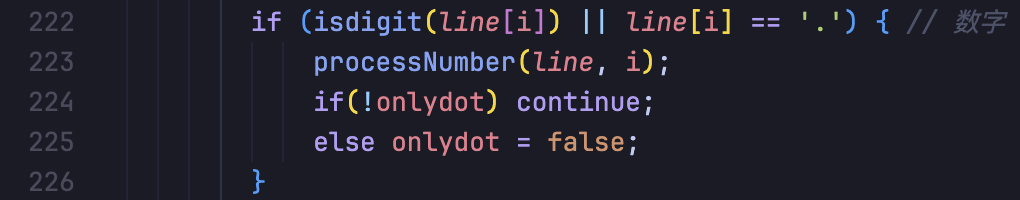 222 if (isdigit(line[i]) || line[i] == '.') { // 数字
223 processNumber(line, i);
224 if(!onlydot) continue;
225 else onlydot = false;
226 }